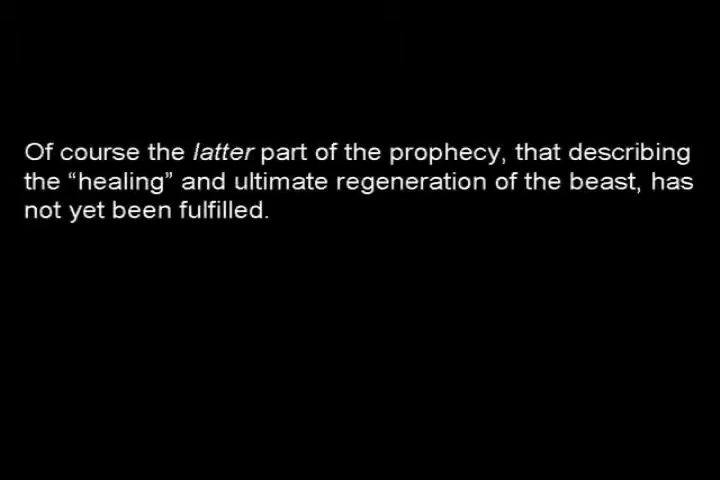 Of course the latter part of the prophecy, that describing
the “healing” and ultimate regeneration of the beast, has
not yet been fulfilled.